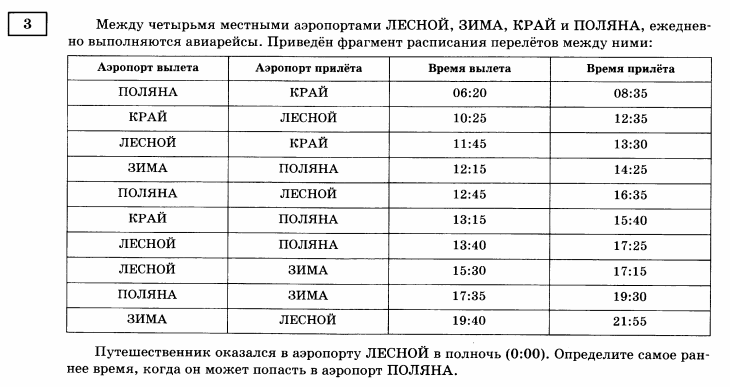 3
Между четырьмя местными аэропортами ЛЕСНОЙ, ЗИМА, КРАЙ и ПОЛЯНА, ежеднев-
но выполняются авиарейсы. Приведён фрагмент расписания перелётов между ними:
Аэропорт вылета Аэропорт прилёта Время вылета Время прилёта
ПОЛЯНА КРАЙ 06:20 08:35
КРАЙ ЛЕСНОЙ 10:25 12:35
ЛЕСНОЙ КРАЙ 11:45 13:30
ЗИМА ПОЛЯНА 12:15 14:25
ПОЛЯНА ЛЕСНОЙ 12:45 16:35
КРАЙ ПОЛЯНА 13:15 15:40
ЛЕСНОЙ ПОЛЯНА 13:40 17:25
ЛЕСНОЙ ЗИМА 15:30 17:15
ПОЛЯНА ЗИМА 17:35 19:30
ЗИМА ЛЕСНОЙ 19:40 21:55
Путешественник оказался в аэропорту ЛЕСНОЙ в полночь (0:00). Определите самое ран-
нее время, когда он может попасть в аэропорт ПОЛЯНА.